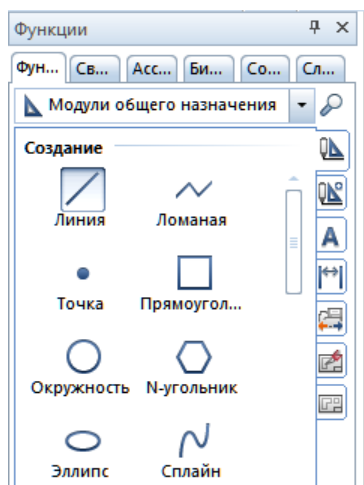 Функции
Фун... Св... Асс... Би... Со... Сл...
Модули общего назначения
Создание
Линия Ломаная
Точка Прямоугол...
Окружность N-угольник
Эллипс Сплайн
A